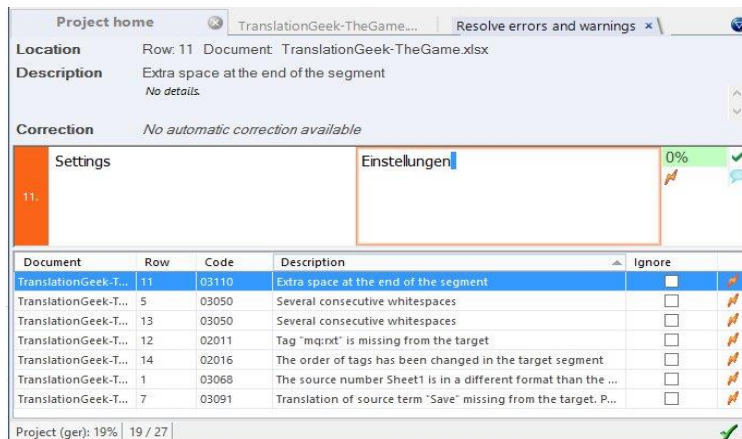 Project home TranslationGeek-TheGame.... Resolve errors and warnings
Location Row: 11 Document: TranslationGeek-TheGame.xlsx
Description Extra space at the end of the segment
No details.
Correction No automatic correction available
11. Settings Einstellungen 0%
Document Row Code Description Ignore
TranslationGeek-T... 11 03110 Extra space at the end of the segment
TranslationGeek-T... 5 03050 Several consecutive whitespaces
TranslationGeek-T... 13 03050 Several consecutive whitespaces
TranslationGeek-T... 12 02011 Tag "mq:rxt" is missing from the target
TranslationGeek-T... 14 02016 The order of tags has been changed in the target segment
TranslationGeek-T... 1 03068 The source number Sheet1 is in a different format than the ...
TranslationGeek-T... 7 03091 Translation of source term "Save" missing from the target. P...
Project (ger): 19% 19 / 27